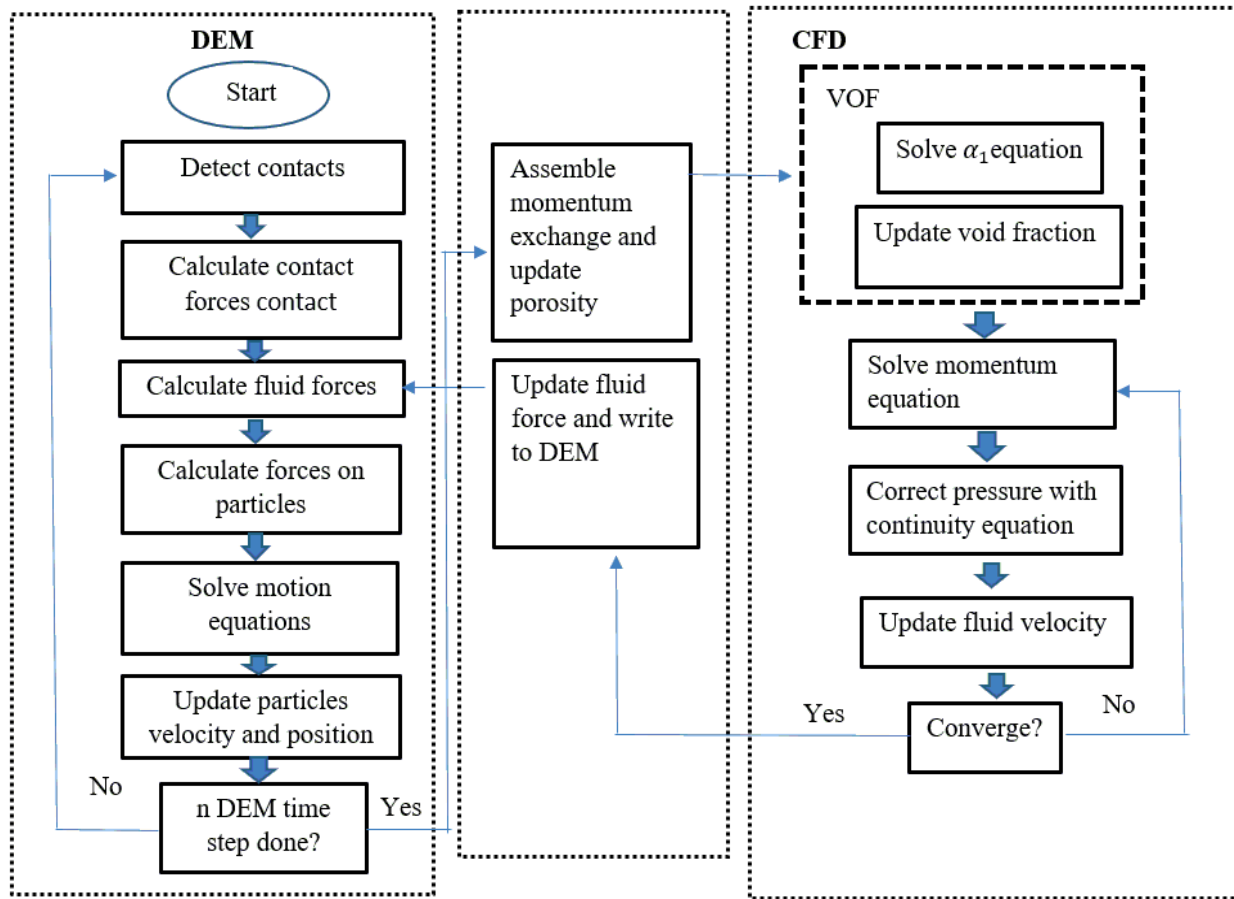 DEM
Start
Detect contacts
Calculate contact
forces contact
Calculate fluid forces
Calculate forces on
particles
Solve motion
equations
Update particles
velocity and position
No
n DEM time
step done?
Yes
Assemble
momentum
exchange and
update
porosity
Update fluid
force and write
to DEM
CFD
VOF
Solve α₁ equation
Update void fraction
Solve momentum
equation
Correct pressure with
continuity equation
Update fluid velocity
Yes
Converge?
No